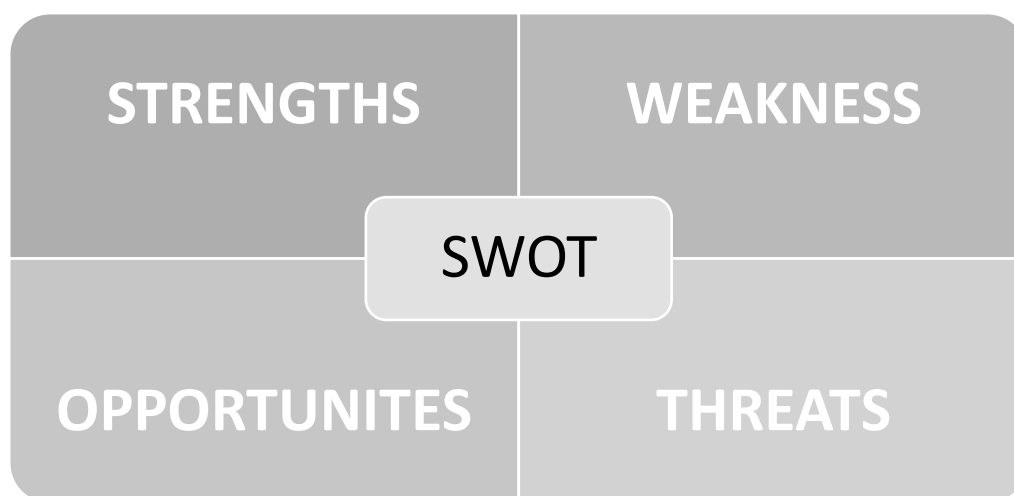 STRENGTHS
WEAKNESS
SWOT
OPPORTUNITES
THREATS